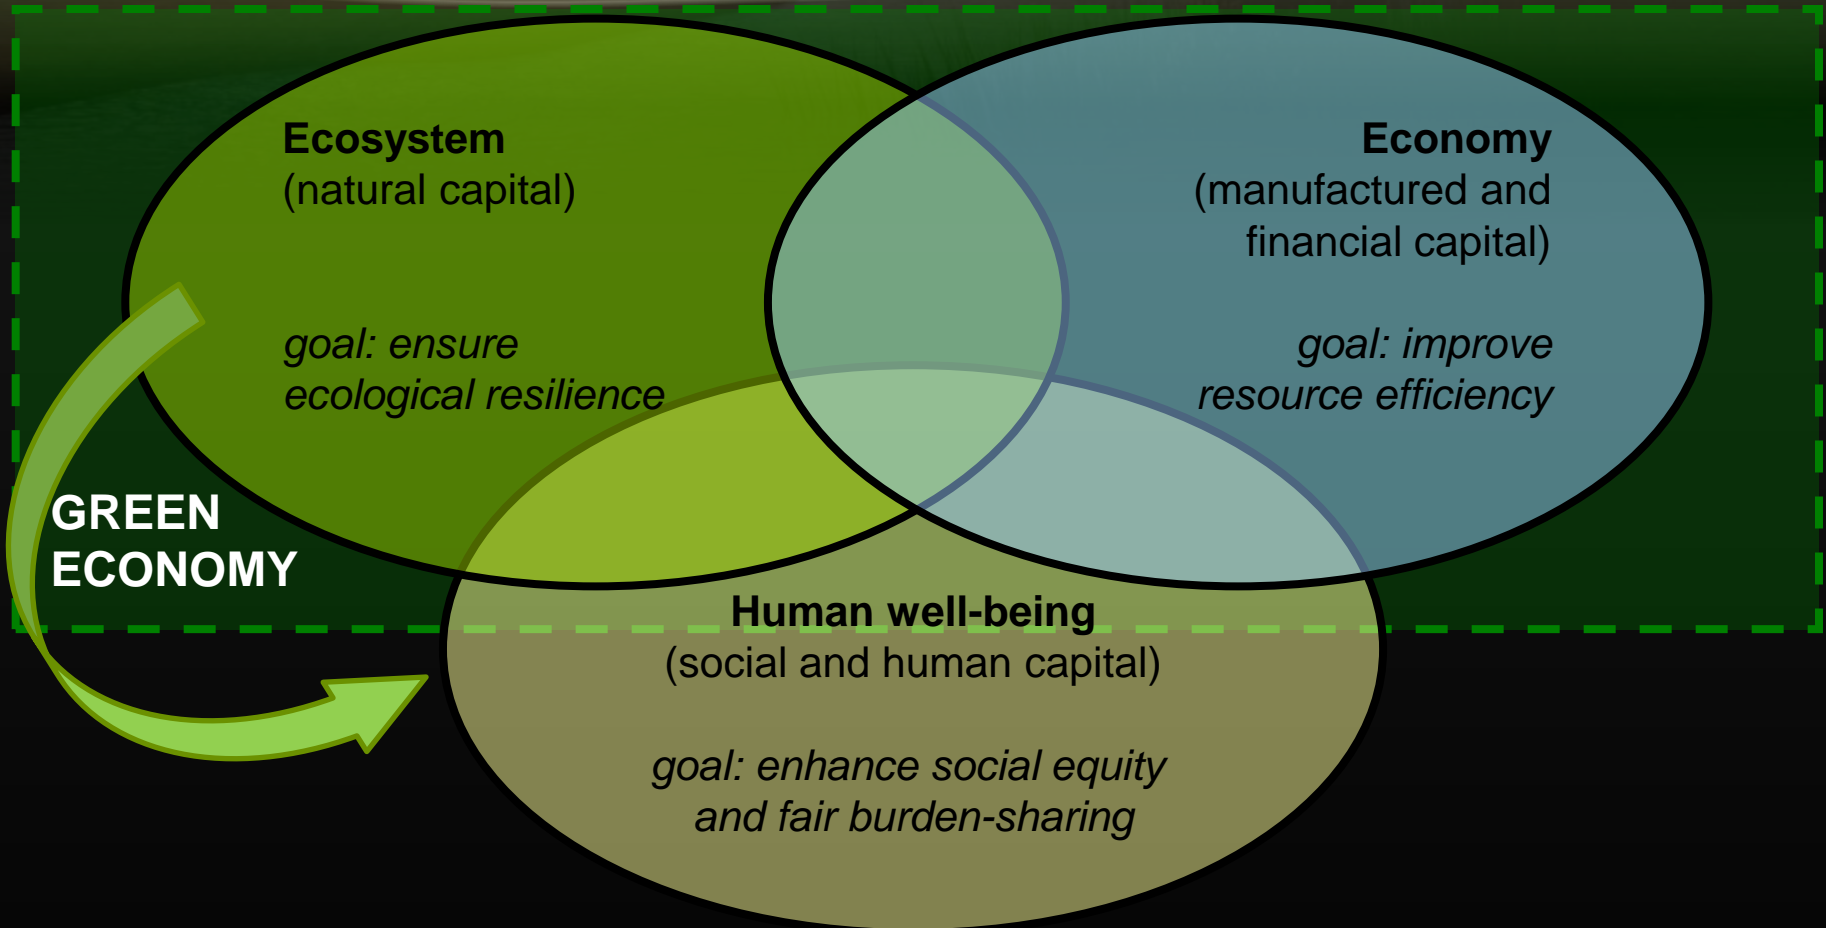 Ecosystem
(natural capital)
goal: ensure
ecological resilience
Economy
(manufactured and
financial capital)
goal: improve
resource efficiency
GREEN
ECONOMY
Human well-being
(social and human capital)
goal: enhance social equity
and fair burden-sharing